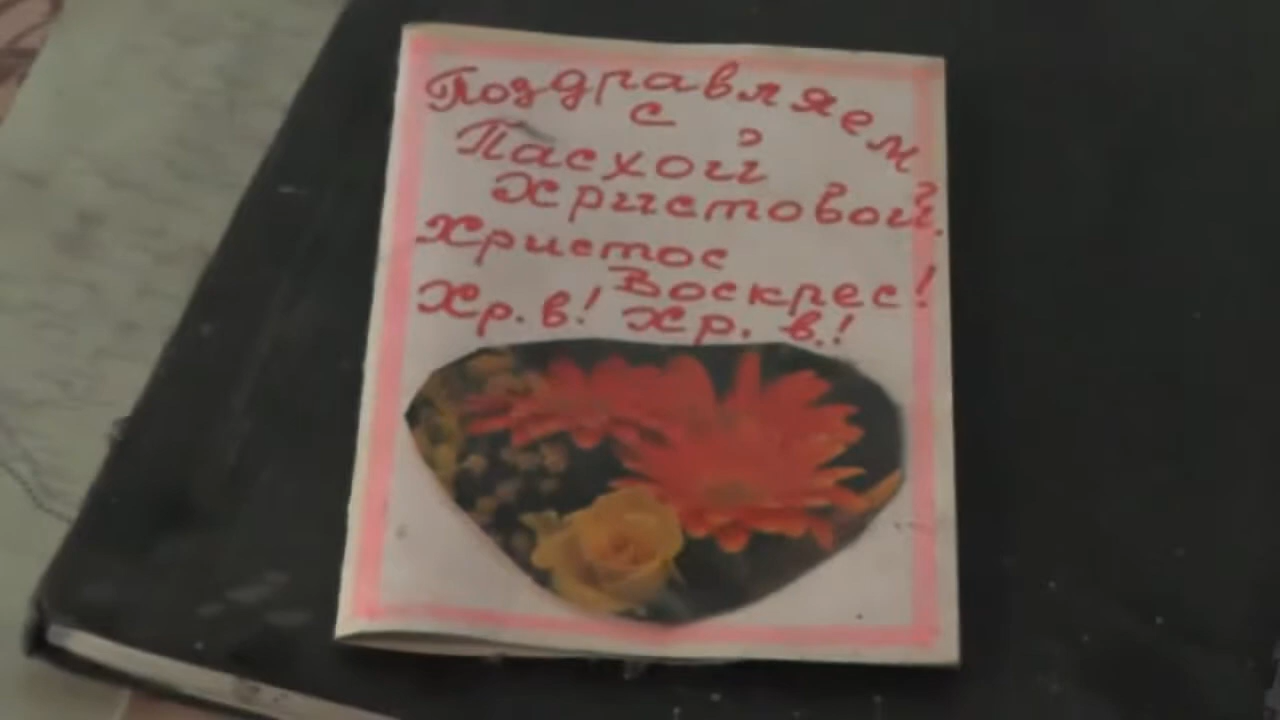 Поздравляем
с
Пасхой
Христовой.
Христос
Воскрес!
Хр. в! Хр. в.!